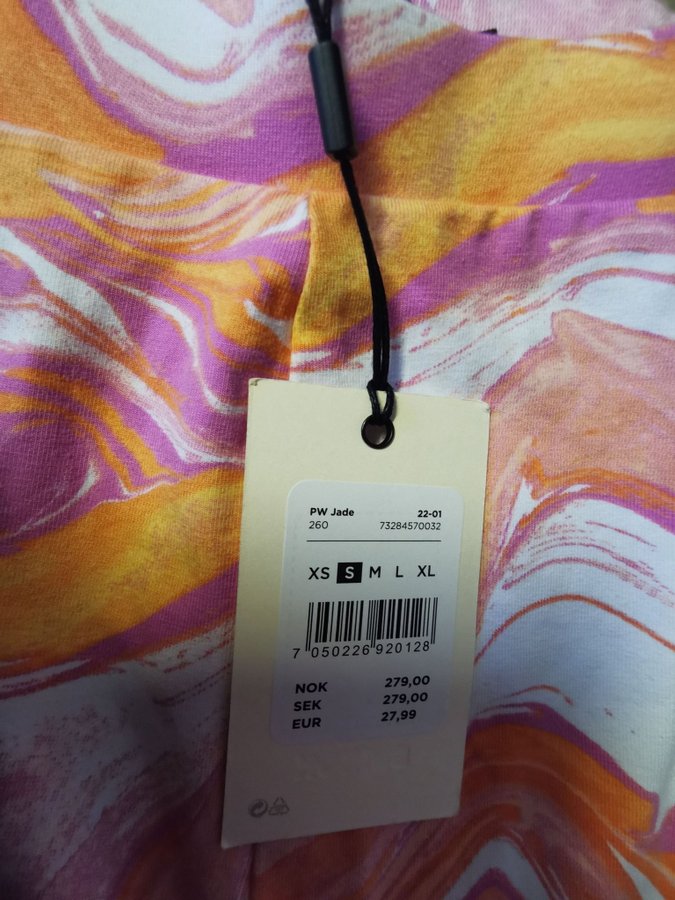 PW Jade 22-01
260 73284570032
XS S M L XL
7 050226 920128
NOK 279,00
SEK 279,00
EUR 27,99